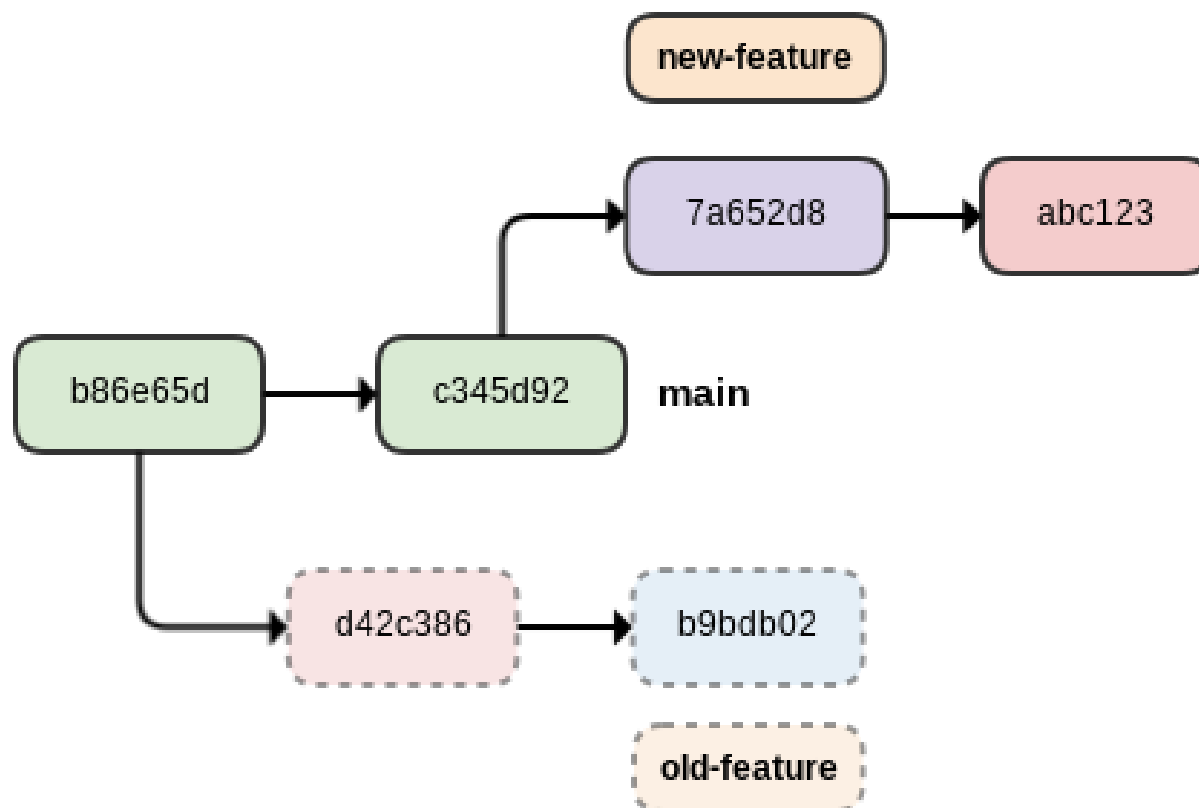 new-feature
7a652d8
abc123
b86e65d
c345d92
main
d42c386
b9bdb02
old-feature